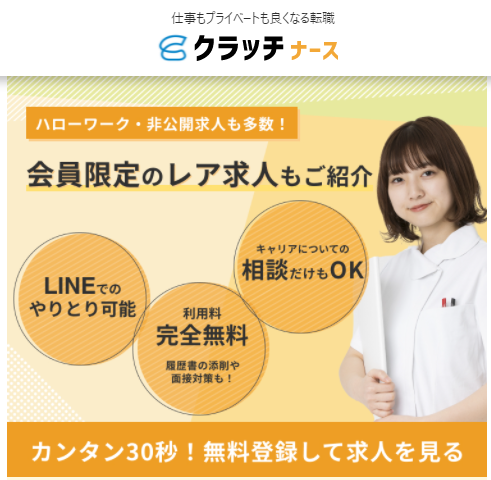 仕事もプライベートも良くなる転職
クラッチ ナース
ハローワーク・非公開求人も多数！
会員限定のレア求人もご紹介
キャリアについての
相談だけもOK
LINEでの
やりとり可能
利用料
完全無料
履歴書の添削や
面接対策も！
カンタン30秒！無料登録して求人を見る